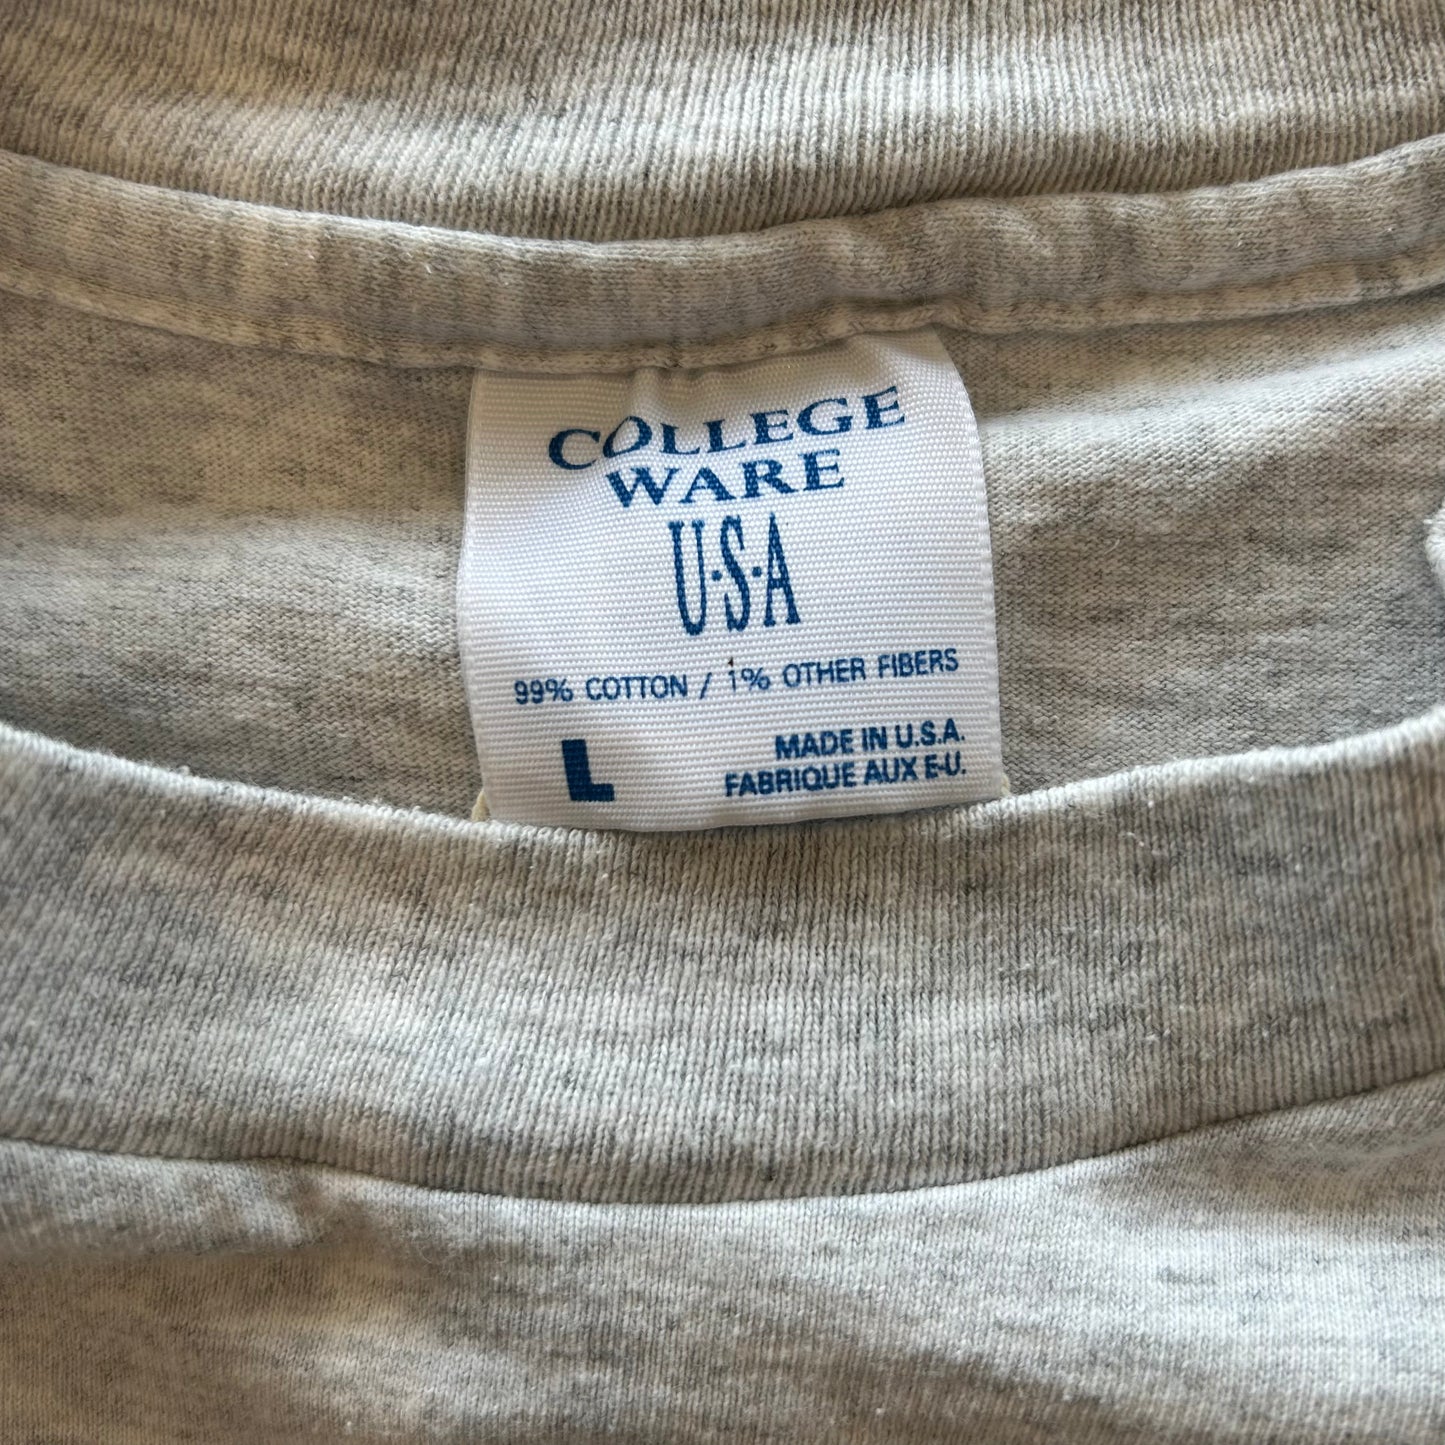 COLLEGE
WARE
U·S·A
99% COTTON / 1% OTHER FIBERS
L
MADE IN U.S.A.
FABRIQUE AUX E-U.